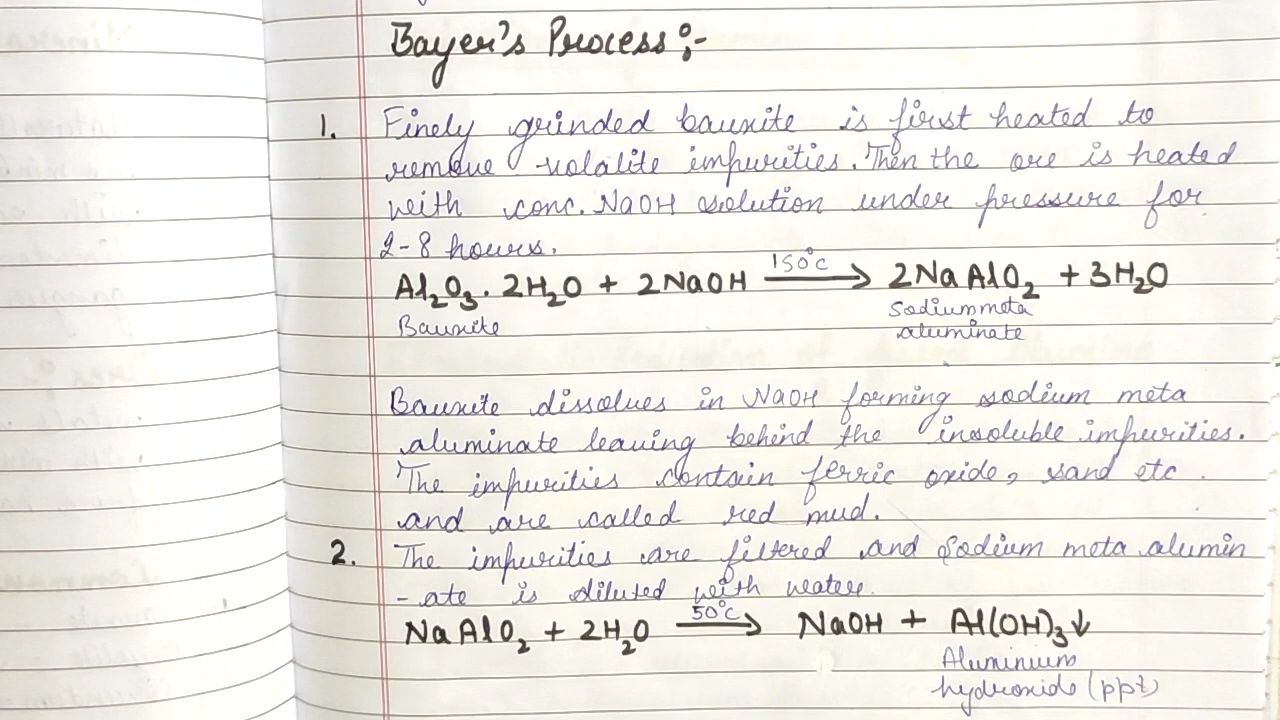 Bayer's Process :-
1. Finely grinded bauxite is first heated to
remove volalite impurities. Then the ore is heated
with conc. NaOH solution under pressure for
2-8 hours.
Al₂O₃ . 2H₂O + 2NaOH 150°C → 2NaAlO₂ + 3H₂O
Bauxite Sodium meta
aluminate
Bauxite dissolves in NaOH forming sodium meta
aluminate leaving behind the insoluble impurities.
The impurities contain ferric oxide, sand etc.
and are called red mud.
2. The impurities are filtered and Sodium meta alumin
-ate is diluted with water.
NaAlO₂ + 2H₂O 50°C → NaOH + Al(OH)₃↓
Aluminium
hydroxide (ppt)